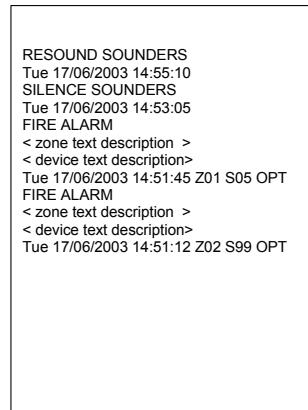 RESOUND SOUNDERS
Tue 17/06/2003 14:55:10
SILENCE SOUNDERS
Tue 17/06/2003 14:53:05
FIRE ALARM
< zone text description >
< device text description>
Tue 17/06/2003 14:51:45 Z01 S05 OPT
FIRE ALARM
< zone text description >
< device text description>
Tue 17/06/2003 14:51:12 Z02 S99 OPT